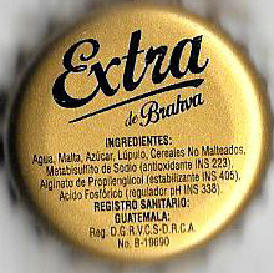 Extra
de Brahva
INGREDIENTES:
Agua, Malta, Azúcar, Lúpulo, Cereales No Malteados,
Metabisulfito de Sodio (antioxidante INS 223),
Alginato de Propilenglicol (estabilizante INS 405),
Acido Fosfórico (regulador pH INS 338).
REGISTRO SANITARIO:
GUATEMALA:
Reg. D.G.R.V.C.S-D.R.C.A.
No. B-19690